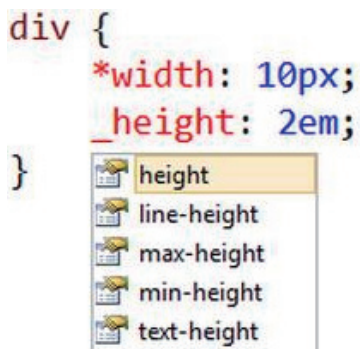 div {
*width: 10px;
_height: 2em;
}
height
line-height
max-height
min-height
text-height